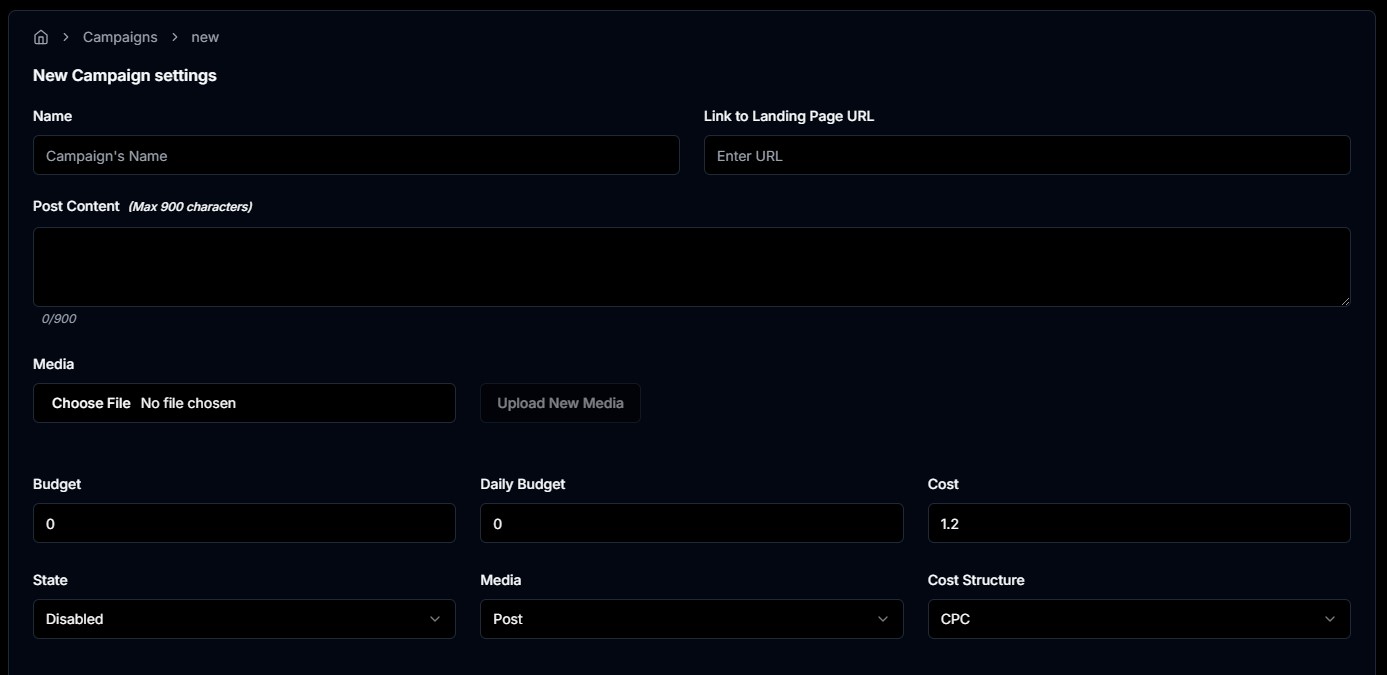 Campaigns new
New Campaign settings
Name Link to Landing Page URL
Campaign's Name Enter URL
Post Content (Max 900 characters)
0/900
Media
Choose File No file chosen Upload New Media
Budget Daily Budget Cost
0 0 1.2
State Media Cost Structure
Disabled Post CPC